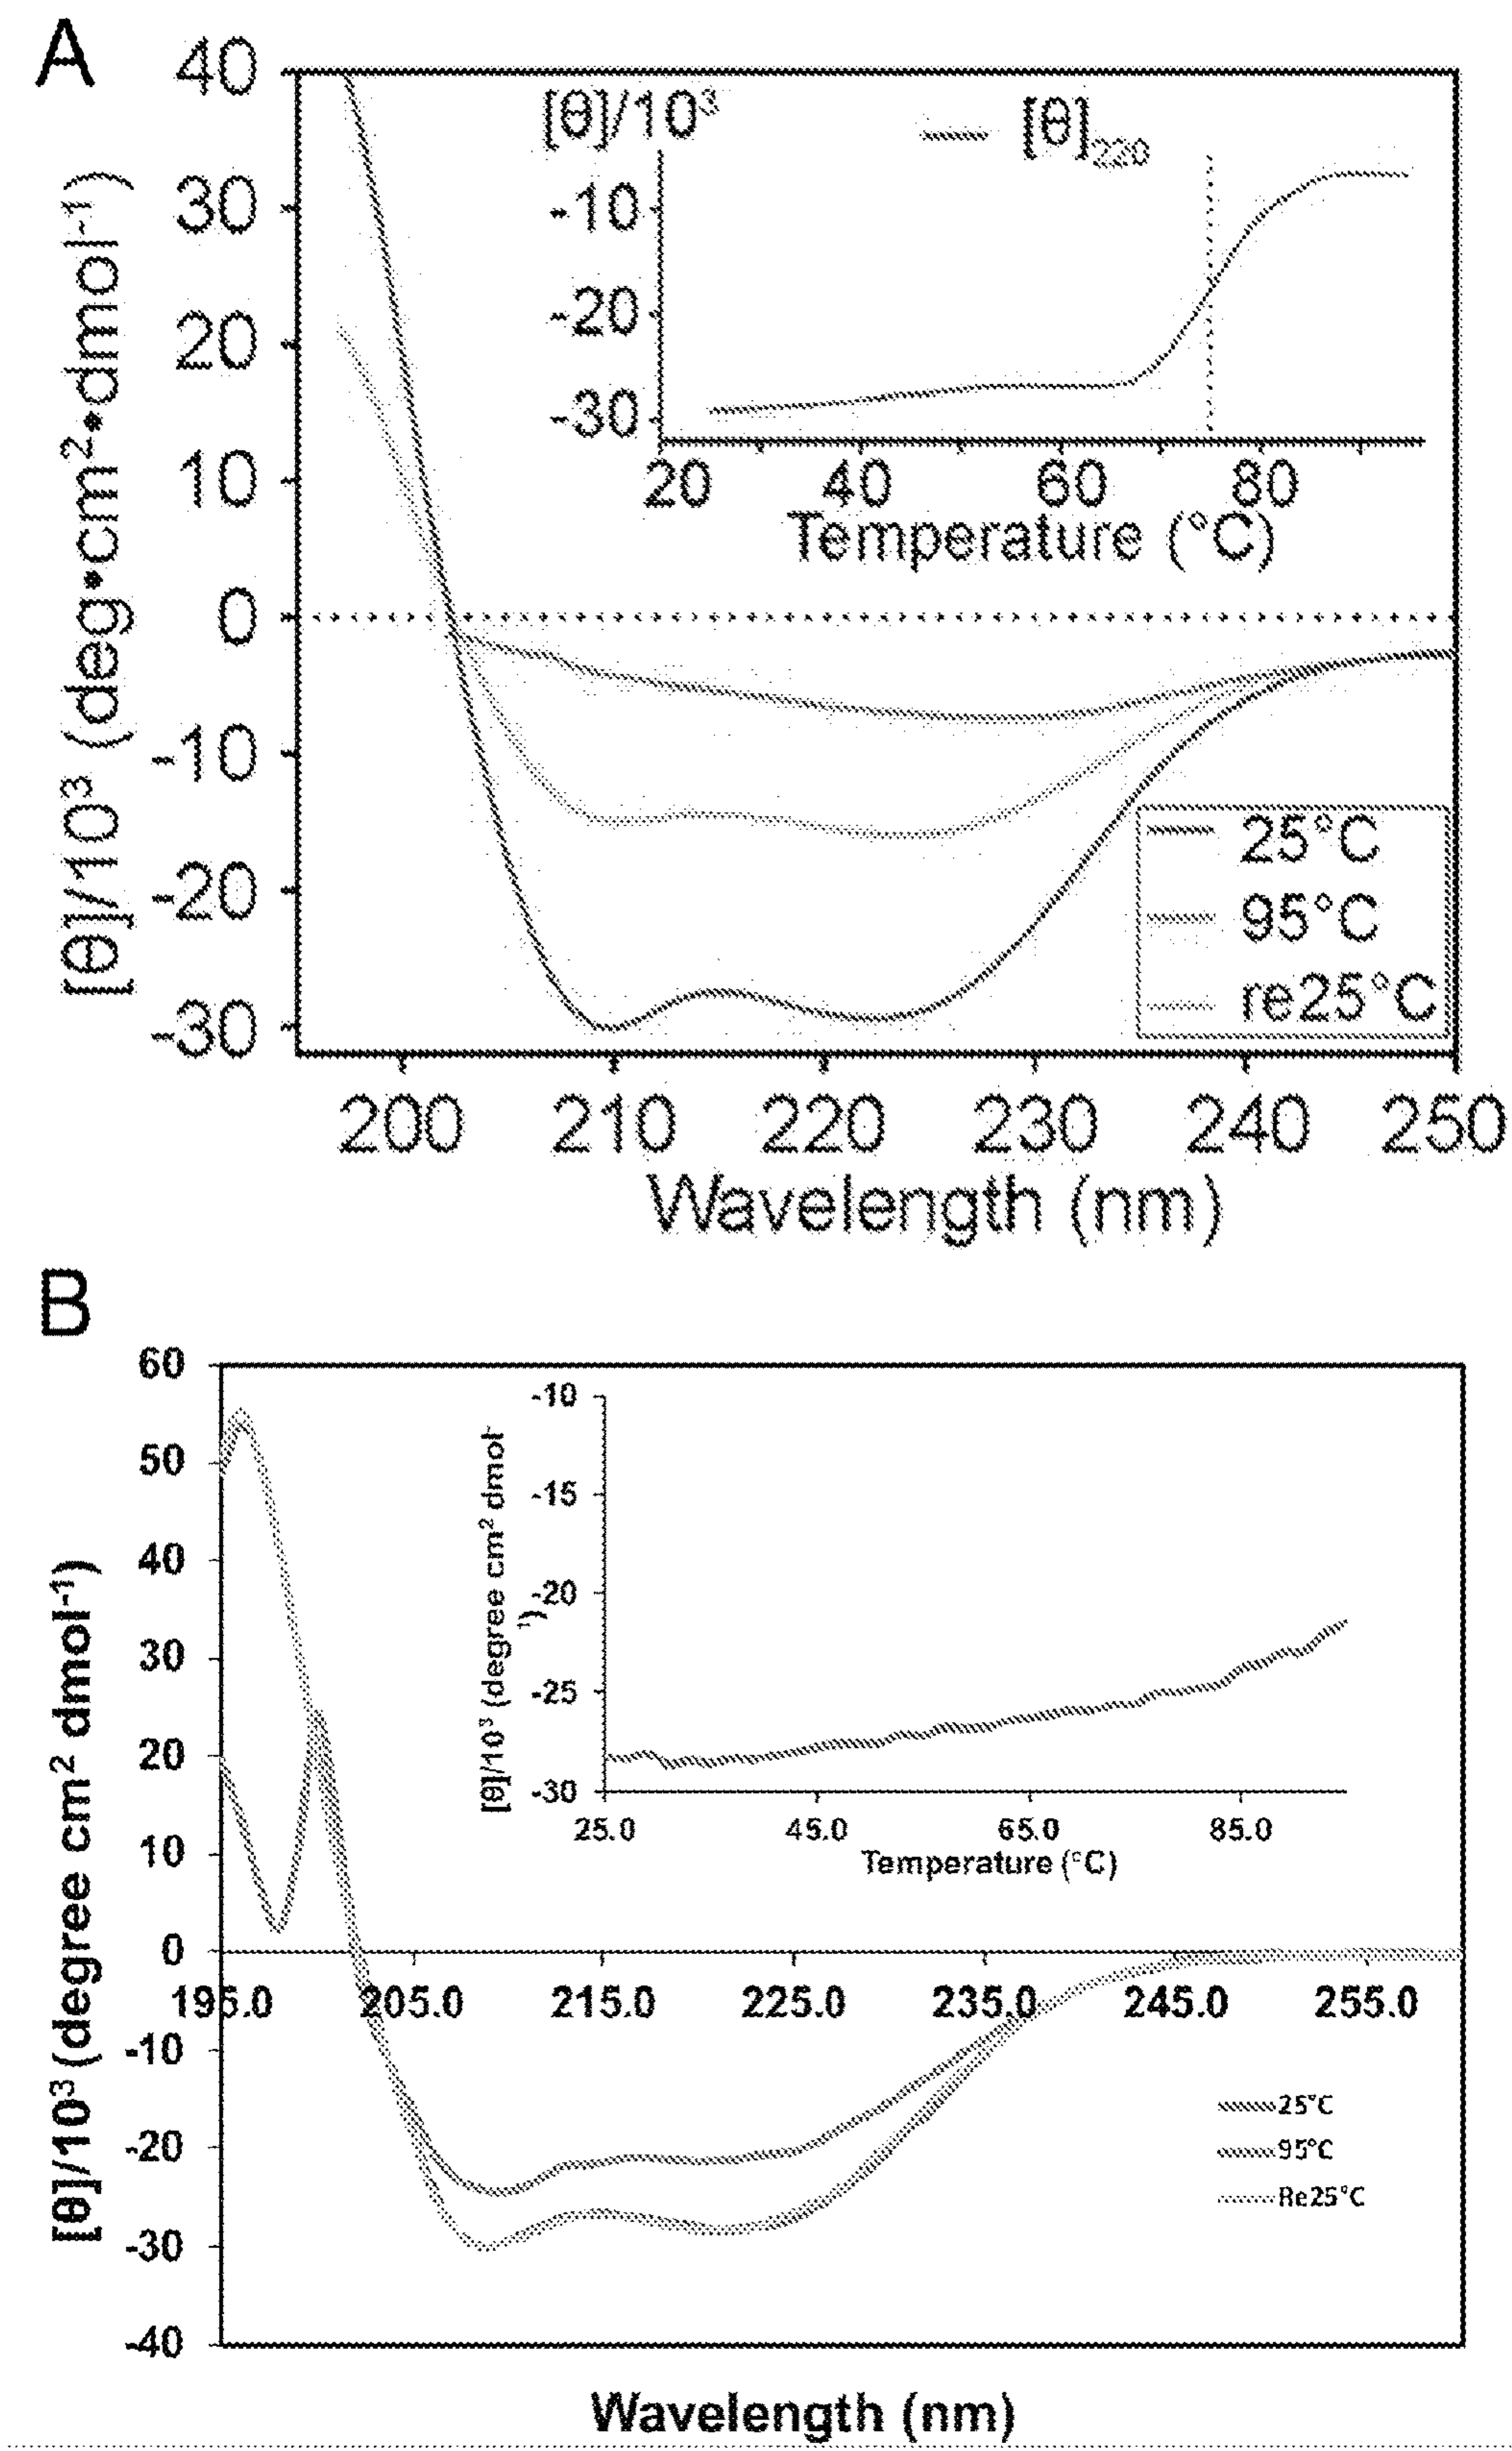 A
40
30
20
10
0
-10
-20
-30
[θ]/10³ (deg•cm²•dmol⁻¹)
[θ]/10³
[θ]₂₂₀
-10
-20
-30
20 40 60 80
Temperature (°C)
25°C
95°C
re25°C
200 210 220 230 240 250
Wavelength (nm)
B
60
50
40
30
20
10
0
-10
-20
-30
-40
[θ]/10³ (degree cm² dmol⁻¹)
-10
-15
-20
-25
-30
[θ]/10³ (degree cm² dmol⁻
¹)
25.0 45.0 65.0 85.0
Temperature (°C)
195.0 205.0 215.0 225.0 235.0 245.0 255.0
25°C
95°C
Re25°C
Wavelength (nm)